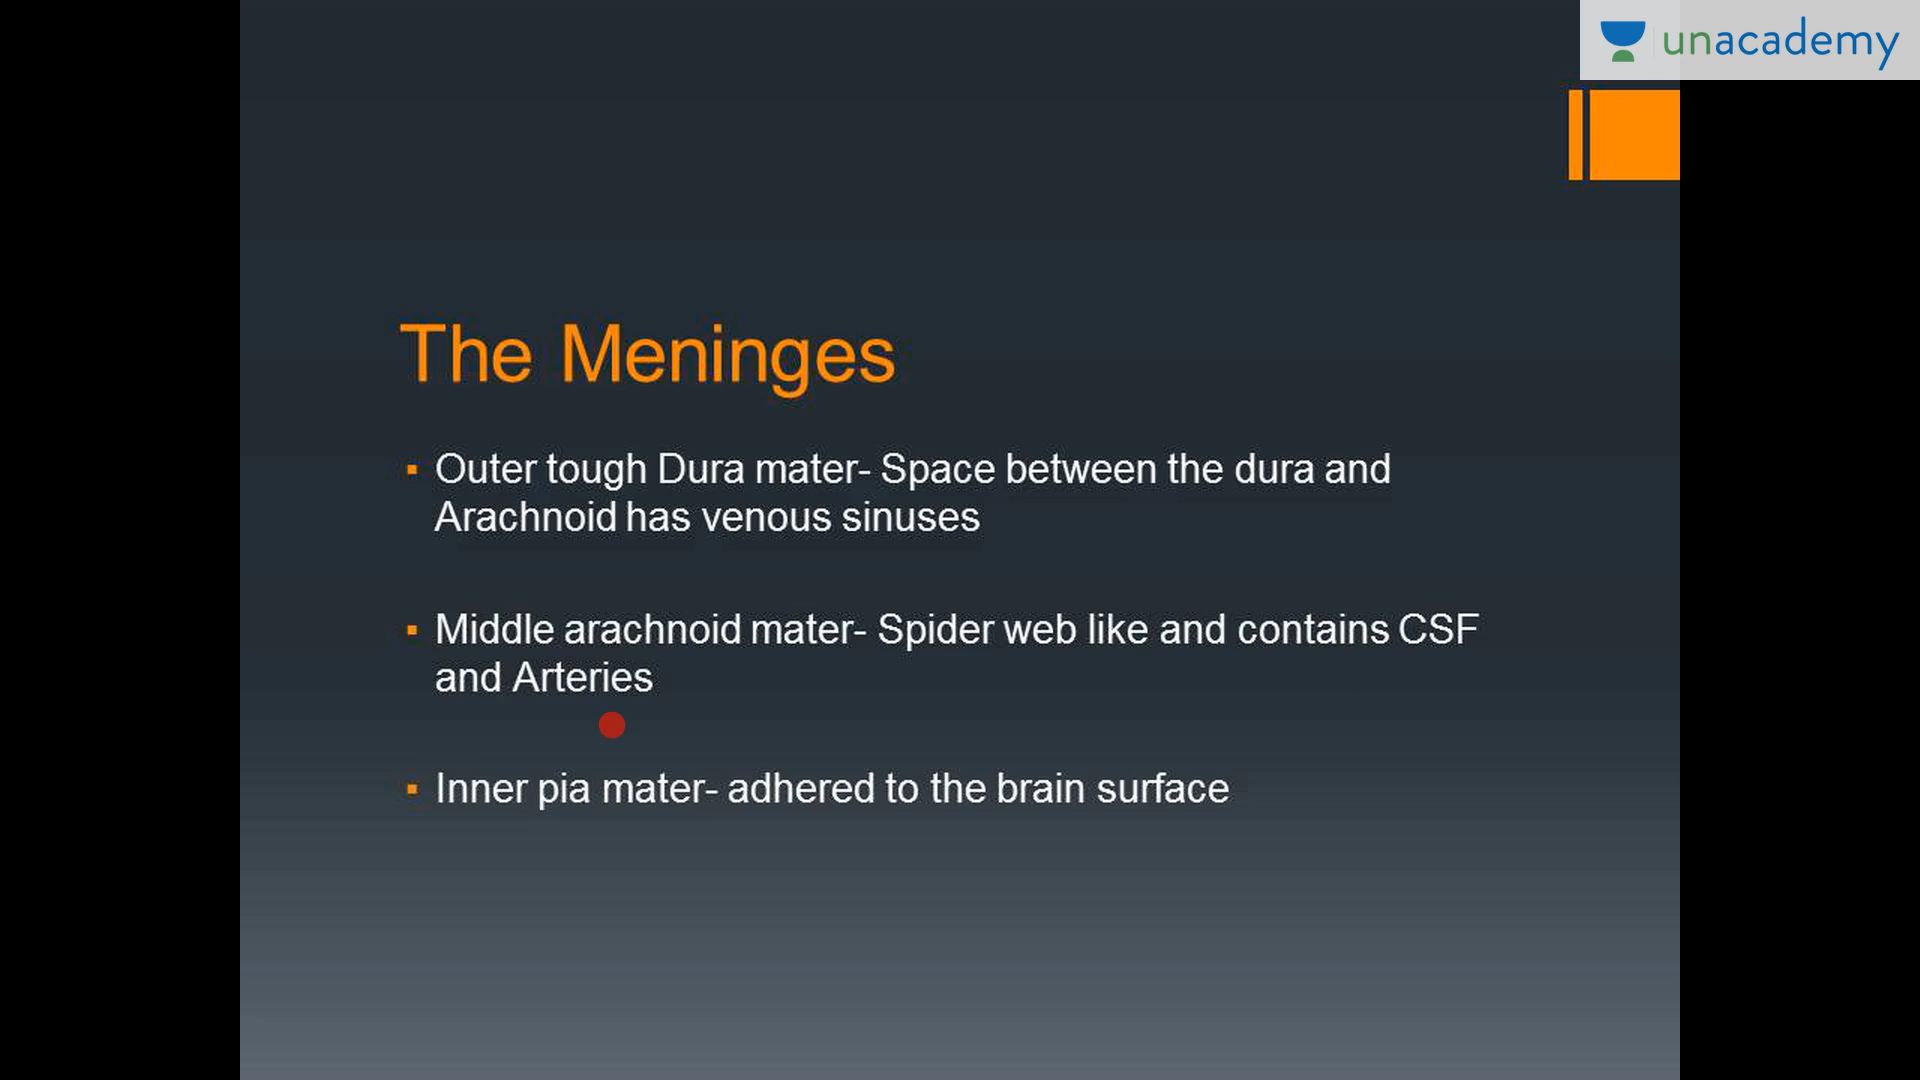 unacademy
The Meninges
▪ Outer tough Dura mater- Space between the dura and
Arachnoid has venous sinuses
▪ Middle arachnoid mater- Spider web like and contains CSF
and Arteries
▪ Inner pia mater- adhered to the brain surface